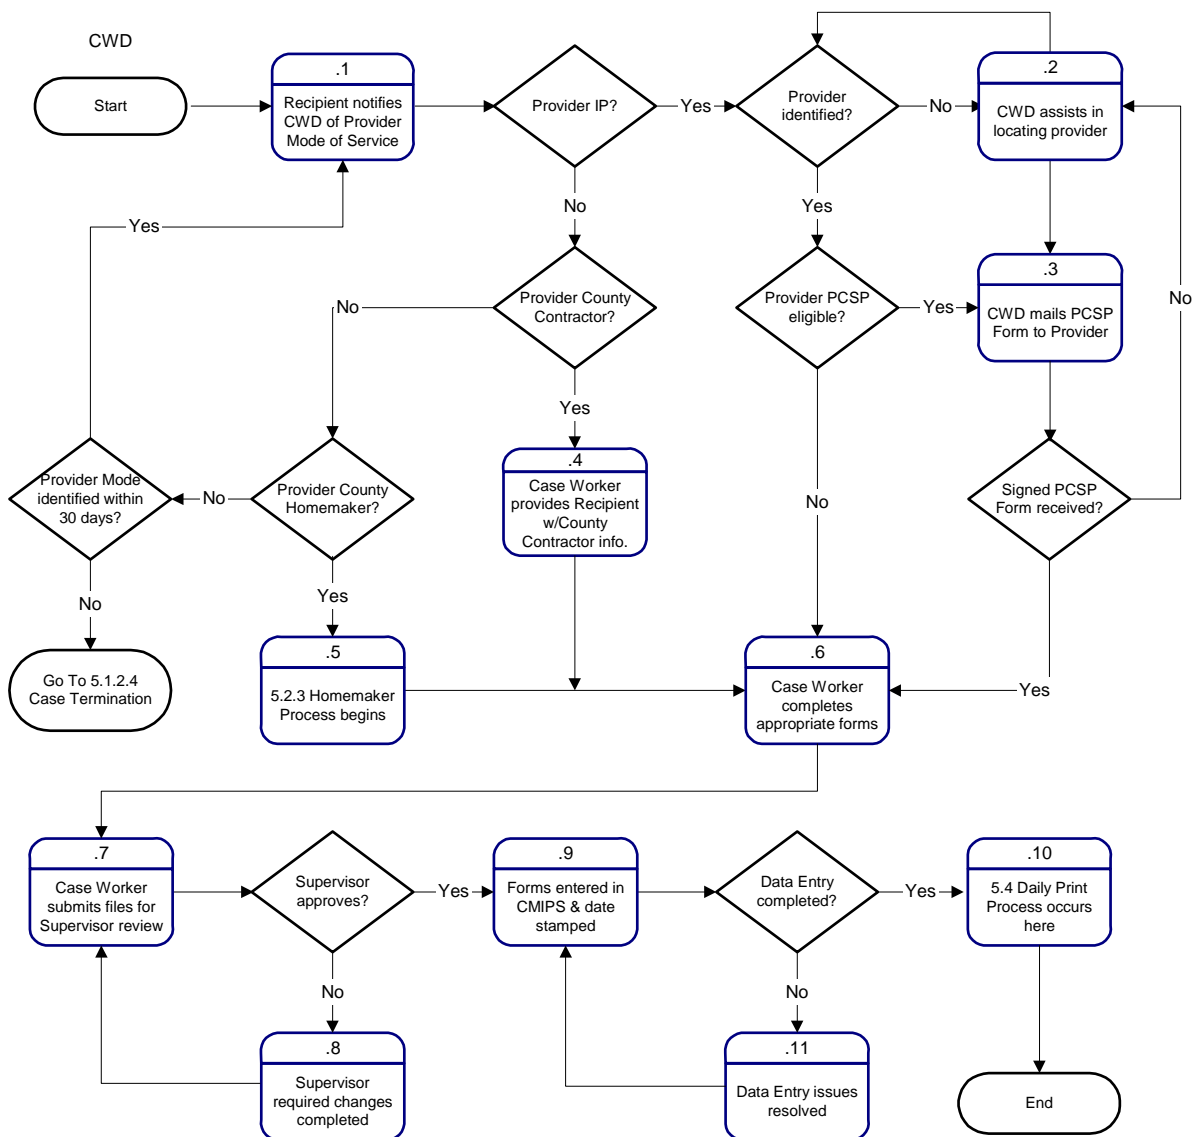 CWD
Start
.1
Recipient notifies
CWD of Provider
Mode of Service
Provider IP?
Yes
Provider
identified?
No
.2
CWD assists in
locating provider
Yes
No
Yes
No
Provider County
Contractor?
No
Provider PCSP
eligible?
Yes
.3
CWD mails PCSP
Form to Provider
Yes
Provider Mode
identified within
30 days?
No
Provider County
Homemaker?
.4
Case Worker
provides Recipient
w/County
Contractor info.
No
Signed PCSP
Form received?
No
Yes
Go To 5.1.2.4
Case Termination
.5
5.2.3 Homemaker
Process begins
.6
Case Worker
completes
appropriate forms
Yes
.7
Case Worker
submits files for
Supervisor review
Supervisor
approves?
Yes
.9
Forms entered in
CMIPS & date
stamped
Data Entry
completed?
Yes
.10
5.4 Daily Print
Process occurs
here
No
No
.8
Supervisor
required changes
completed
.11
Data Entry issues
resolved
End